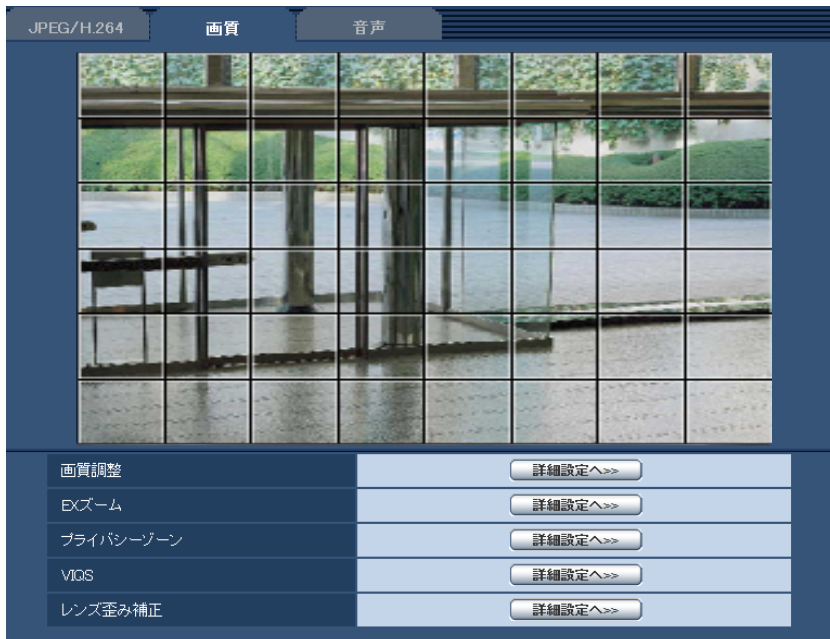 JPEG/H.264
画質
音声
画質調整
詳細設定へ>>
EXズーム
詳細設定へ>>
プライバシーゾーン
詳細設定へ>>
VIQS
詳細設定へ>>
レンズ歪み補正
詳細設定へ>>